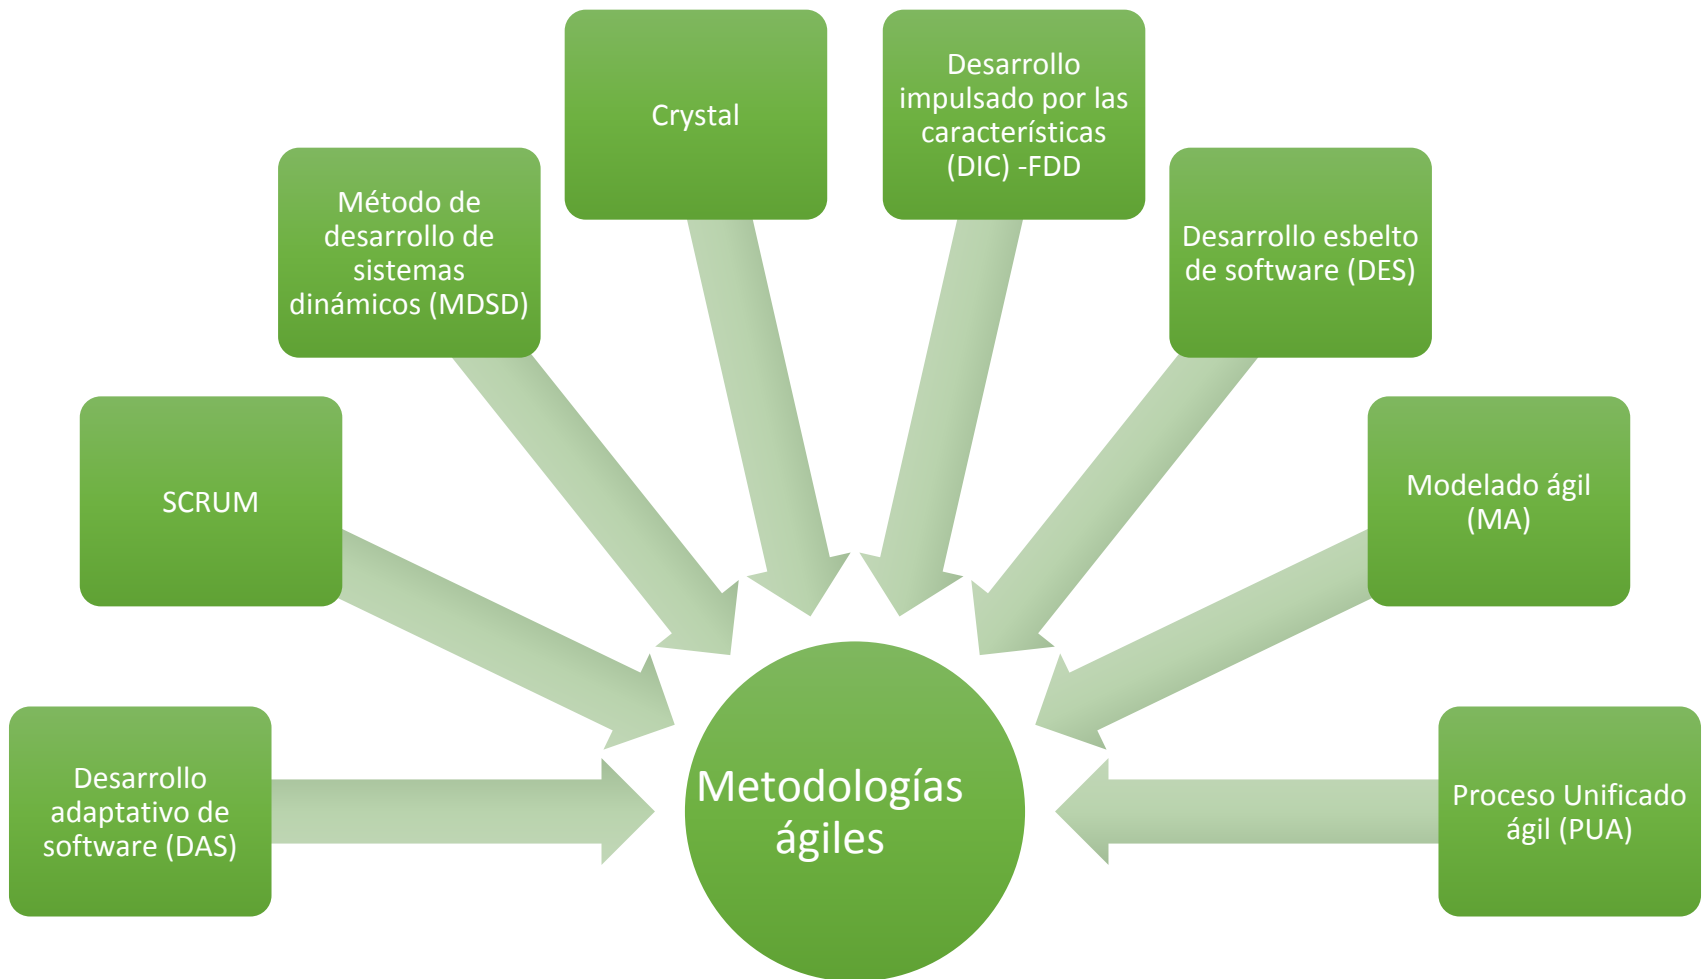 Crystal
Desarrollo
impulsado por las
características
(DIC) -FDD
Método de
desarrollo de
sistemas
dinámicos (MDSD)
Desarrollo esbelto
de software (DES)
SCRUM
Modelado ágil
(MA)
Desarrollo
adaptativo de
software (DAS)
Metodologías
ágiles
Proceso Unificado
ágil (PUA)